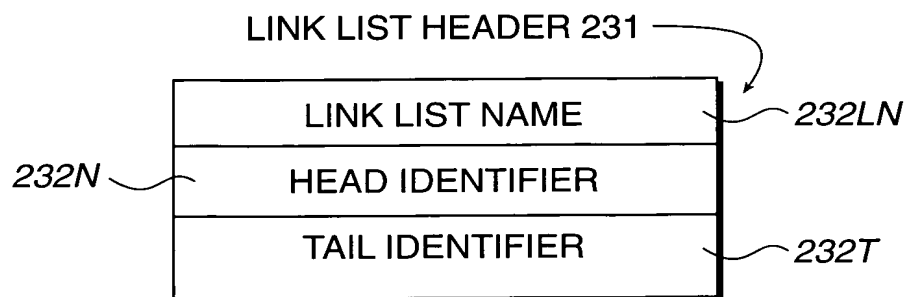 LINK LIST HEADER 231
LINK LIST NAME
232LN
232N
HEAD IDENTIFIER
TAIL IDENTIFIER
232T